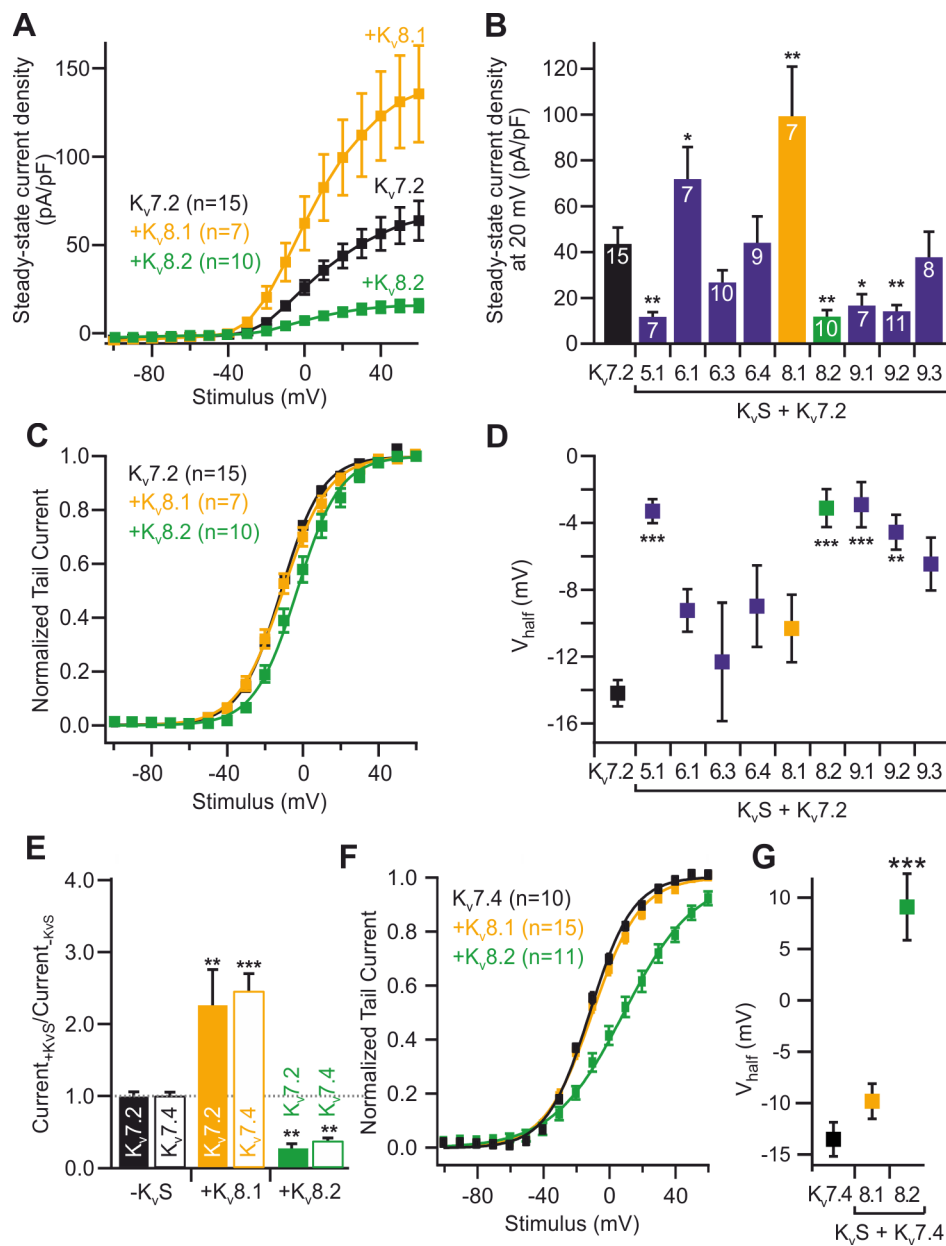 A
+Kv8.1
Steady-state current density
(pA/pF)
150
100
50
0
Kv7.2 (n=15)
+Kv8.1 (n=7)
+Kv8.2 (n=10)
Kv7.2
+Kv8.2
-80 -40 0 40
Stimulus (mV)
B
Steady-state current density
at 20 mV (pA/pF)
120
100
80
60
40
20
0
15 ** 7 * 7 10 9 ** 7 ** 10 * 7 ** 11 8
Kv7.2 5.1 6.1 6.3 6.4 8.1 8.2 9.1 9.2 9.3
KvS + Kv7.2
C
Normalized Tail Current
1.0
0.8
0.6
0.4
0.2
0.0
Kv7.2 (n=15)
+Kv8.1 (n=7)
+Kv8.2 (n=10)
-80 -40 0 40
Stimulus (mV)
D
Vhalf (mV)
0
-4
-8
-12
-16
*** *** *** **
Kv7.2 5.1 6.1 6.3 6.4 8.1 8.2 9.1 9.2 9.3
KvS + Kv7.2
E
Current+KvS/Current-KvS
4.0
3.0
2.0
1.0
0.0
** *** ** **
Kv7.2 Kv7.4 Kv7.2 Kv7.4 Kv7.2 Kv7.4
-KvS +Kv8.1 +Kv8.2
F
Normalized Tail Current
1.0
0.8
0.6
0.4
0.2
0.0
Kv7.4 (n=10)
+Kv8.1 (n=15)
+Kv8.2 (n=11)
-80 -40 0 40
Stimulus (mV)
G
Vhalf (mV)
10
5
0
-5
-10
-15
***
Kv7.4 8.1 8.2
KvS + Kv7.4